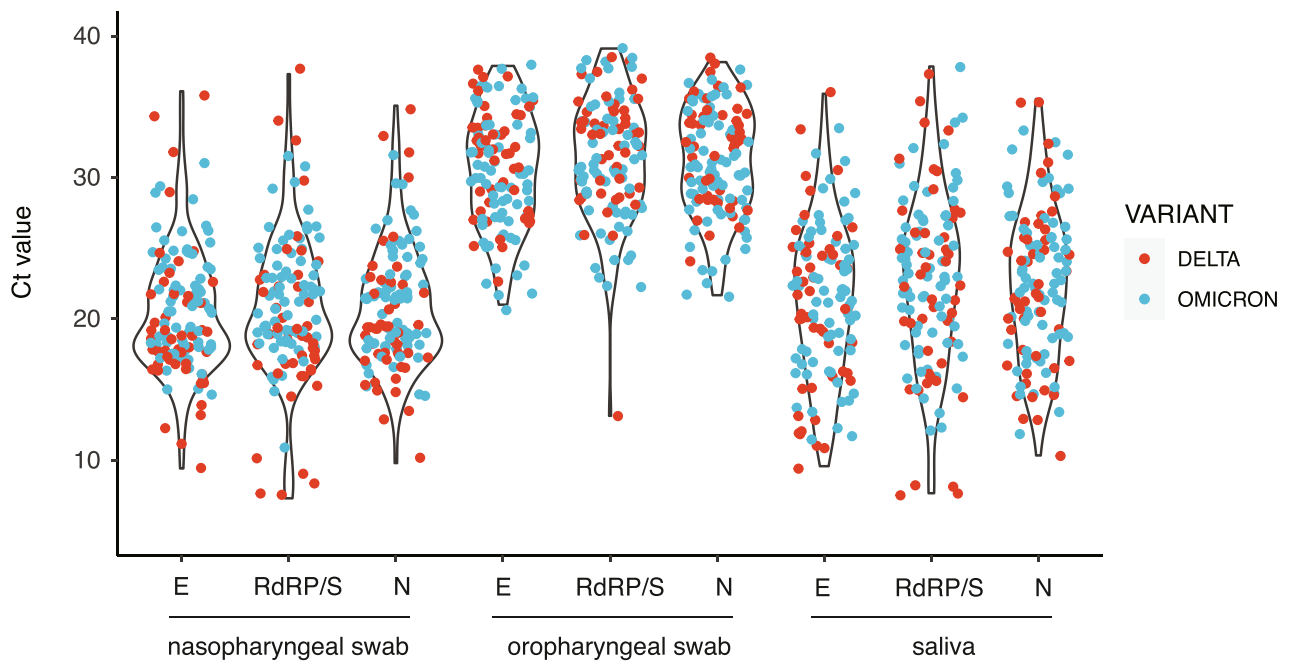 40
30
20
10
Ct value
E RdRP/S N E RdRP/S N E RdRP/S N
nasopharyngeal swab oropharyngeal swab saliva
VARIANT
DELTA
OMICRON